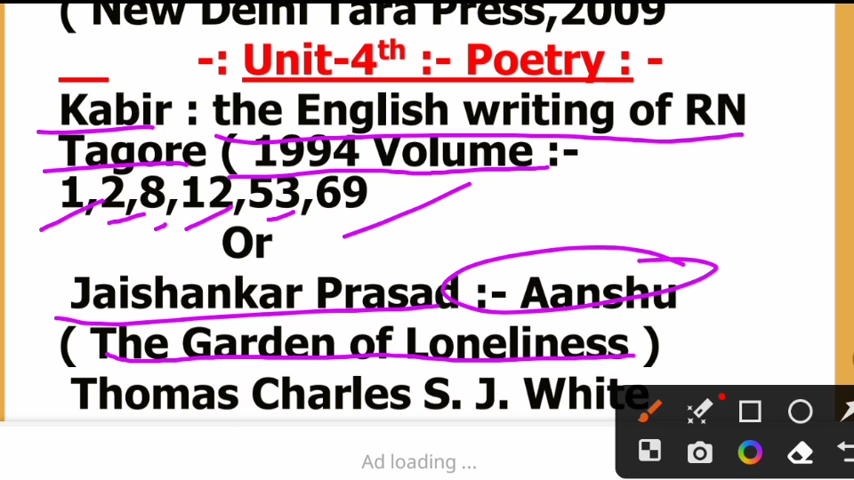 ( New Delhi Tara Press,2009
-: Unit-4th :- Poetry : -
Kabir : the English writing of RN
Tagore ( 1994 Volume :-
1,2,8,12,53,69
Or
Jaishankar Prasad :- Aanshu
( The Garden of Loneliness )
Thomas Charles S. J. White
Ad loading ...